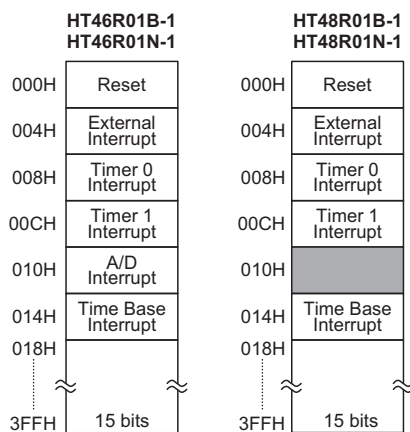 HT46R01B-1
HT46R01N-1
000H Reset
004H External
Interrupt
008H Timer 0
Interrupt
00CH Timer 1
Interrupt
010H A/D
Interrupt
014H Time Base
Interrupt
018H
3FFH 15 bits
HT48R01B-1
HT48R01N-1
000H Reset
004H External
Interrupt
008H Timer 0
Interrupt
00CH Timer 1
Interrupt
010H
014H Time Base
Interrupt
018H
3FFH 15 bits